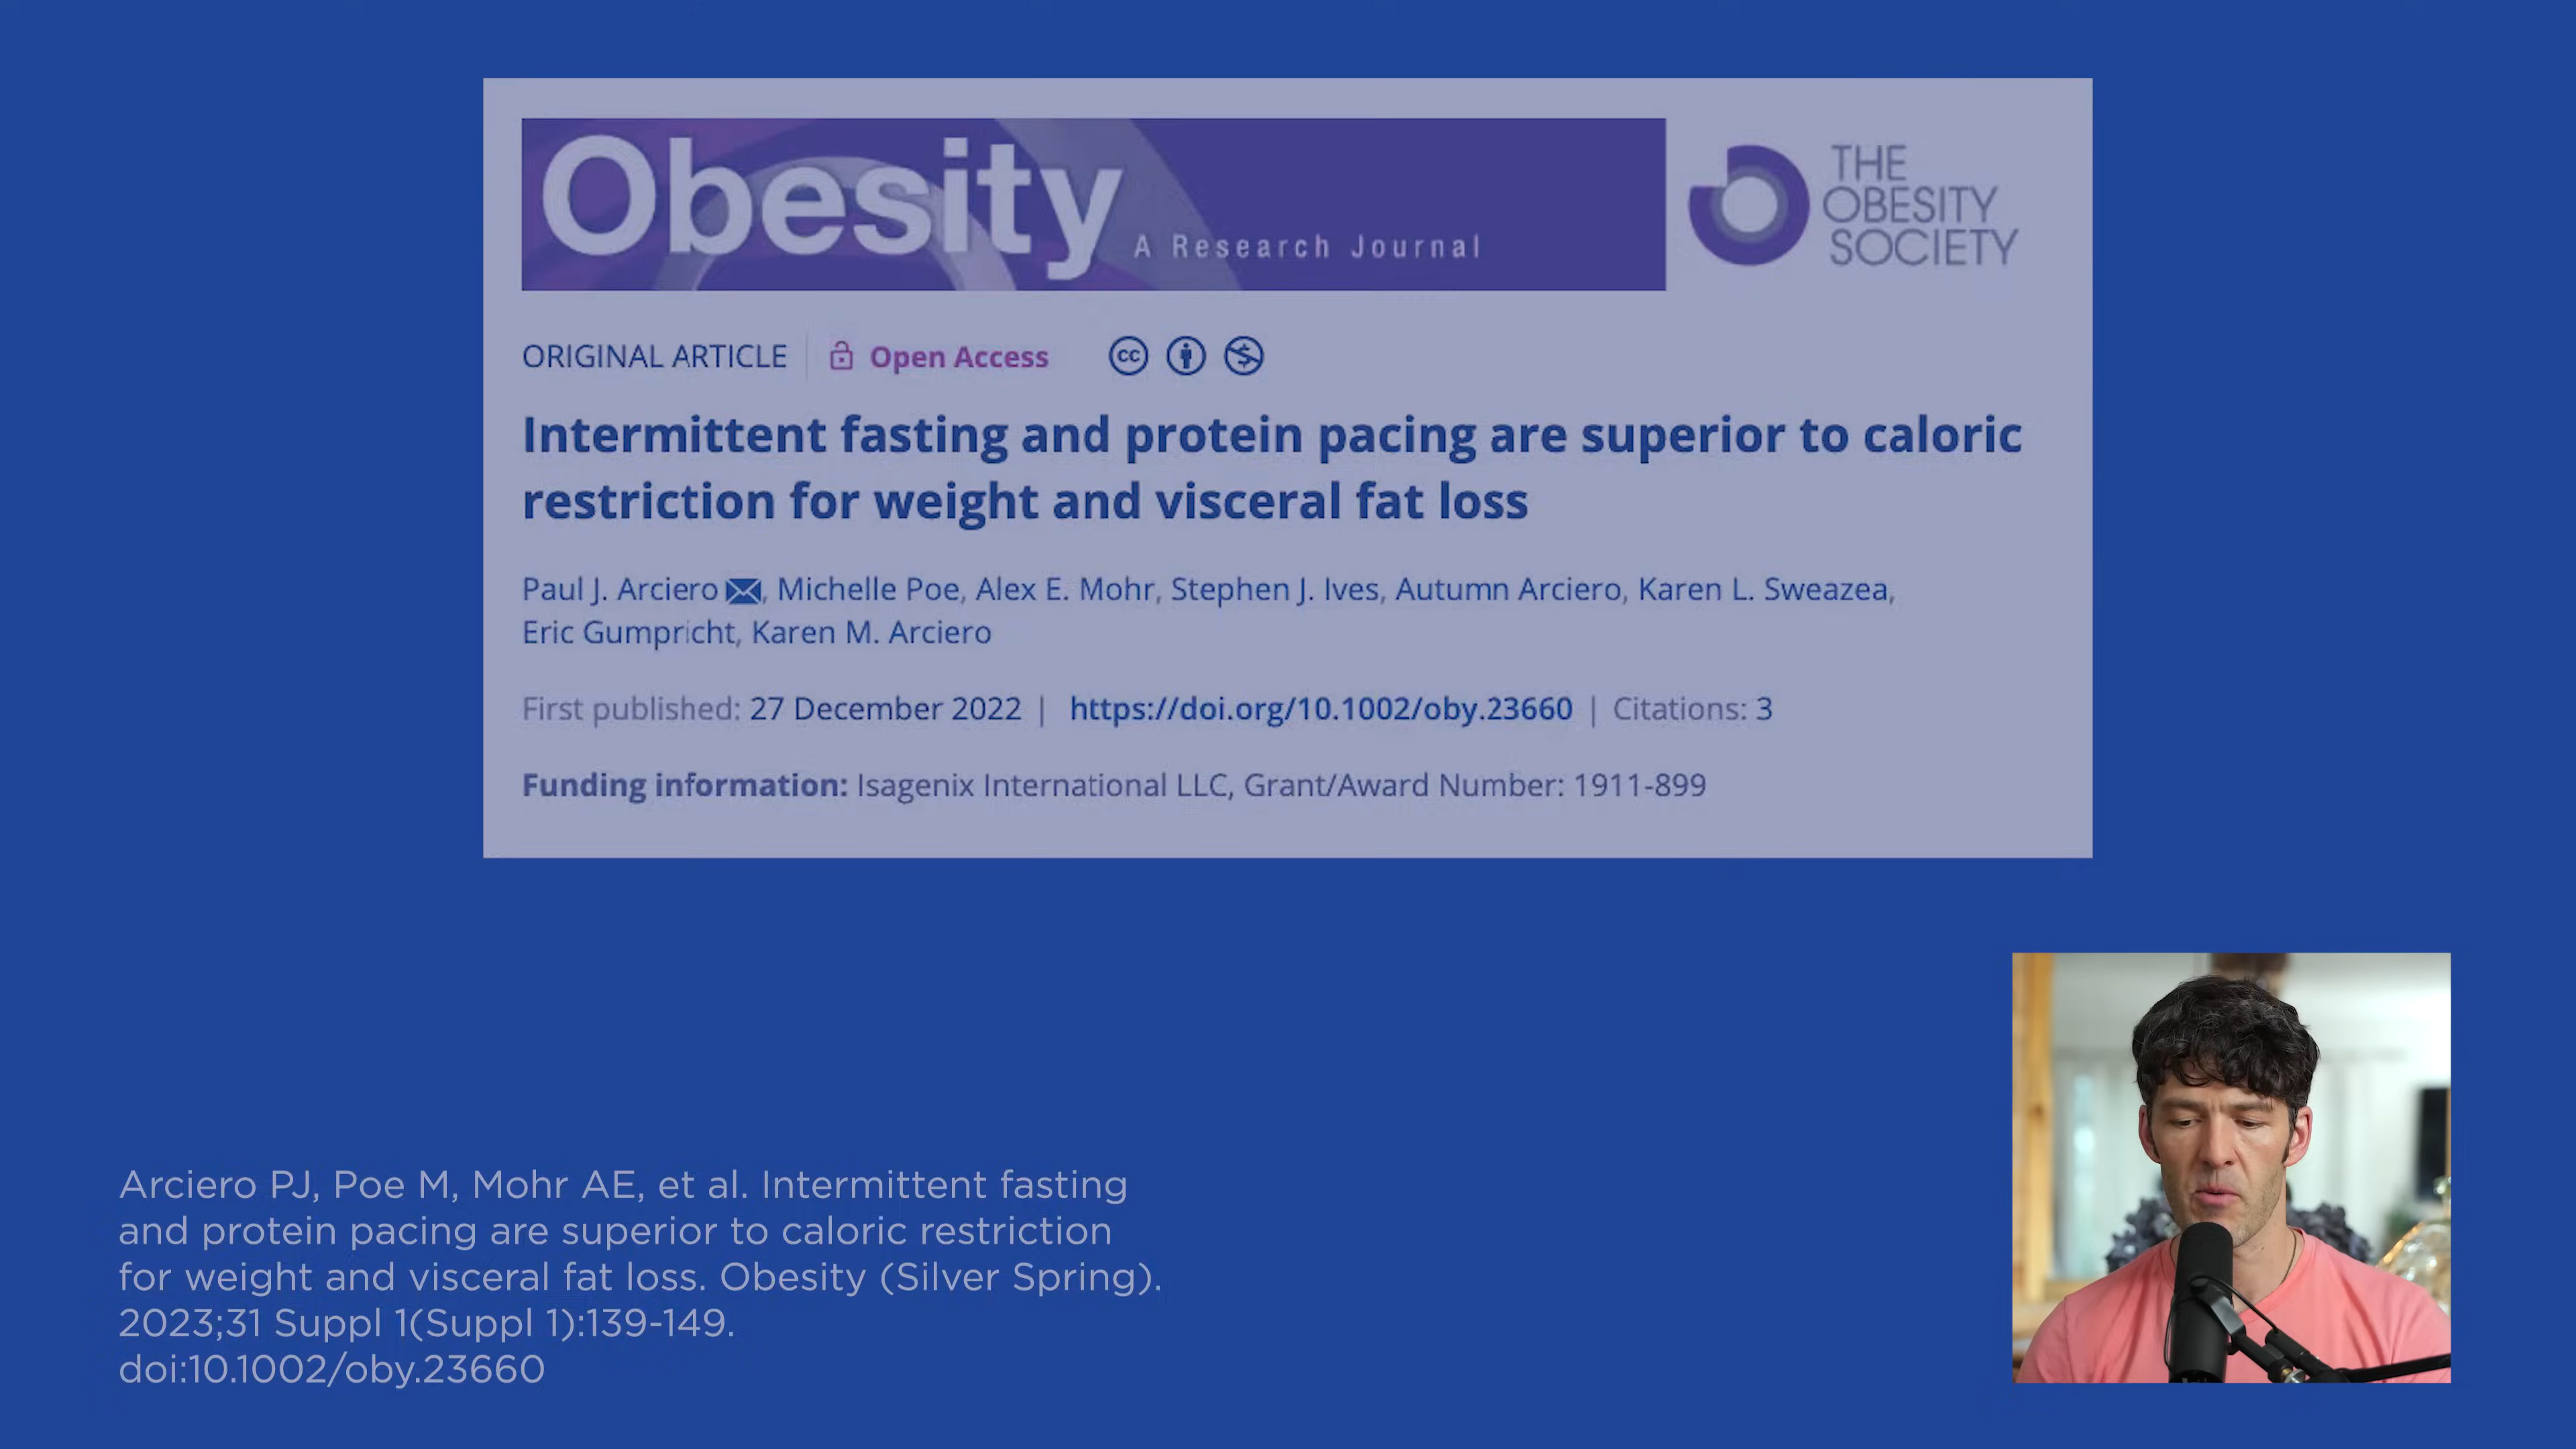 Obesity
A Research Journal
THE
OBESITY
SOCIETY
ORIGINAL ARTICLE
Open Access
cc
Intermittent fasting and protein pacing are superior to caloric
restriction for weight and visceral fat loss
Paul J. Arciero, Michelle Poe, Alex E. Mohr, Stephen J. Ives, Autumn Arciero, Karen L. Sweazea,
Eric Gumpricht, Karen M. Arciero
First published: 27 December 2022 | https://doi.org/10.1002/oby.23660 | Citations: 3
Funding information: Isagenix International LLC, Grant/Award Number: 1911-899
Arciero PJ, Poe M, Mohr AE, et al. Intermittent fasting
and protein pacing are superior to caloric restriction
for weight and visceral fat loss. Obesity (Silver Spring).
2023;31 Suppl 1(Suppl 1):139-149.
doi:10.1002/oby.23660